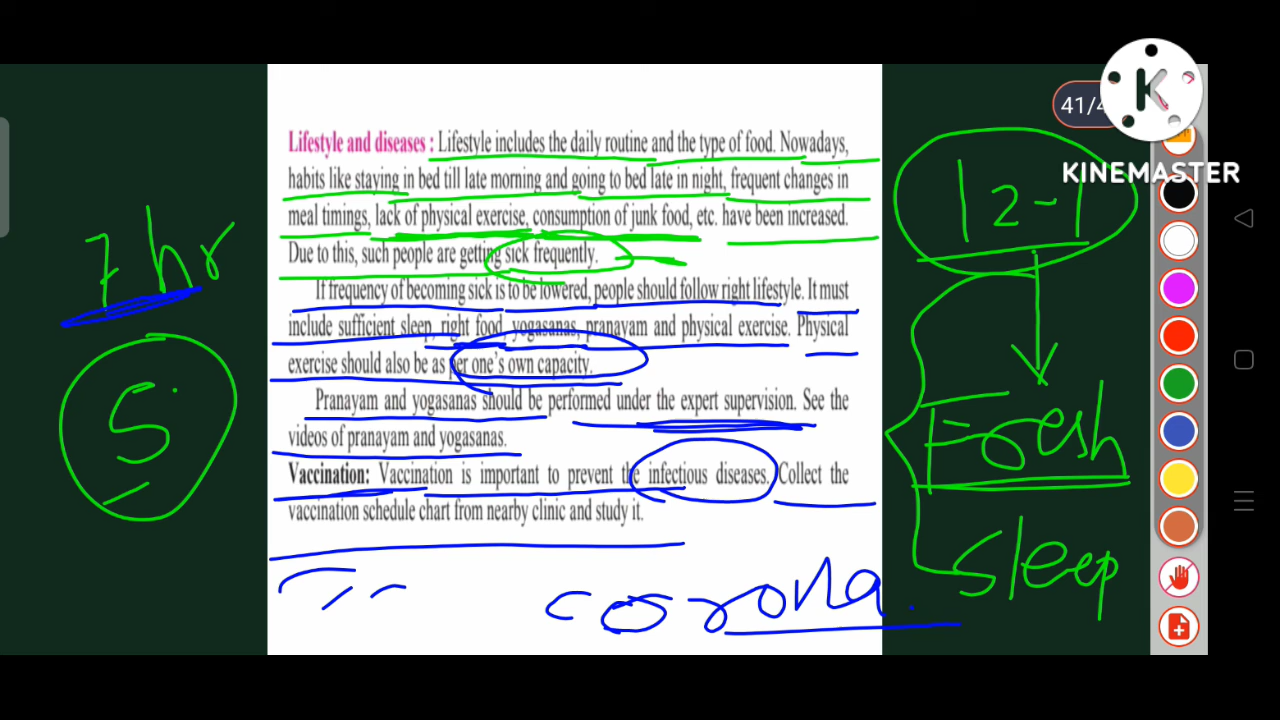 41/4
KINEMASTER
Lifestyle and diseases : Lifestyle includes the daily routine and the type of food. Nowadays,
habits like staying in bed till late morning and going to bed late in night, frequent changes in
meal timings, lack of physical exercise, consumption of junk food, etc. have been increased.
Due to this, such people are getting sick frequently.
If frequency of becoming sick is to be lowered, people should follow right lifestyle. It must
include sufficient sleep, right food, yogasanas, pranayam and physical exercise. Physical
exercise should also be as per one's own capacity.
Pranayam and yogasanas should be performed under the expert supervision. See the
videos of pranayam and yogasanas.
Vaccination: Vaccination is important to prevent the infectious diseases. Collect the
vaccination schedule chart from nearby clinic and study it.
7 hr
5
12-1
Fresh
sleep
corona